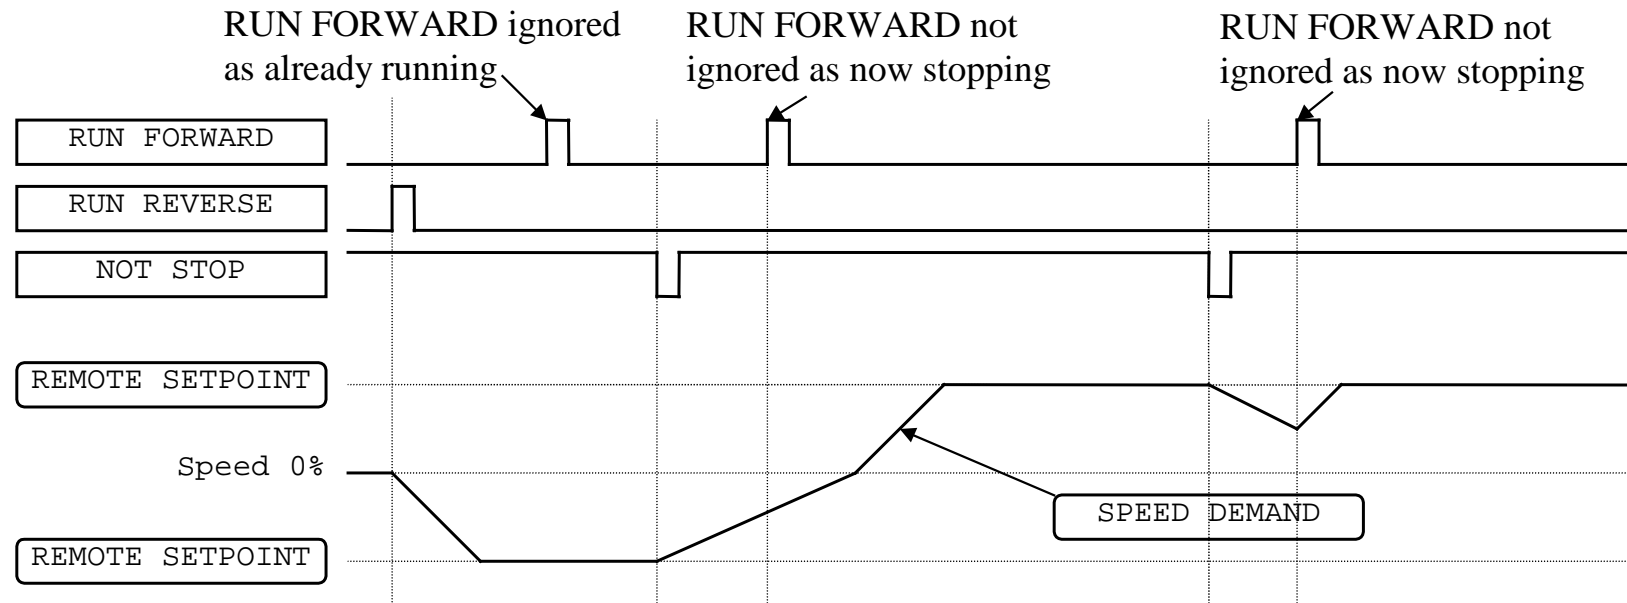 RUN FORWARD ignored
as already running
RUN FORWARD not
ignored as now stopping
RUN FORWARD not
ignored as now stopping
RUN FORWARD
RUN REVERSE
NOT STOP
REMOTE SETPOINT
Speed 0%
SPEED DEMAND
REMOTE SETPOINT